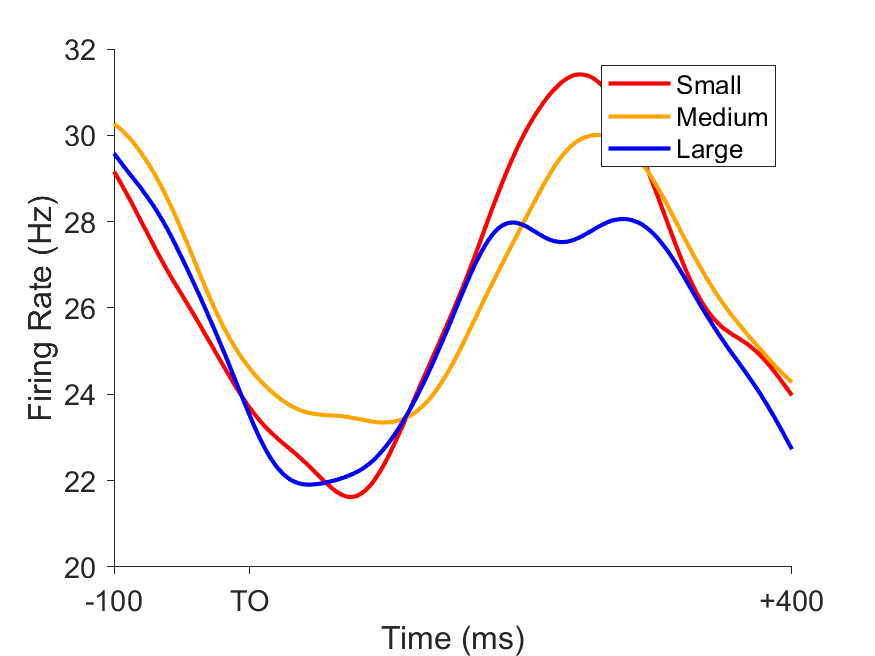 32
30
28
26
24
22
20
Firing Rate (Hz)
Small
Medium
Large
-100
TO
+400
Time (ms)